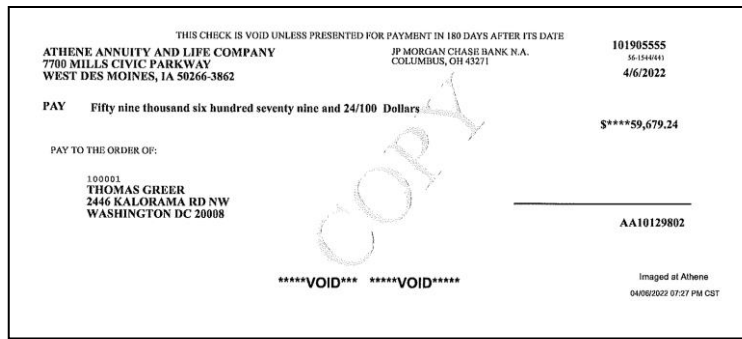 THIS CHECK IS VOID UNLESS PRESENTED FOR PAYMENT IN 180 DAYS AFTER ITS DATE
ATHENE ANNUITY AND LIFE COMPANY
7700 MILLS CIVIC PARKWAY
WEST DES MOINES, IA 50266-3862
JP MORGAN CHASE BANK N.A.
COLUMBUS, OH 43271
101905555
56-1544/441
4/6/2022
PAY Fifty nine thousand six hundred seventy nine and 24/100 Dollars
$****59,679.24
PAY TO THE ORDER OF:
100001
THOMAS GREER
2446 KALORAMA RD NW
WASHINGTON DC 20008
COPY
AA10129802
*****VOID*** *****VOID*****
Imaged at Athene
04/06/2022 07:27 PM CST